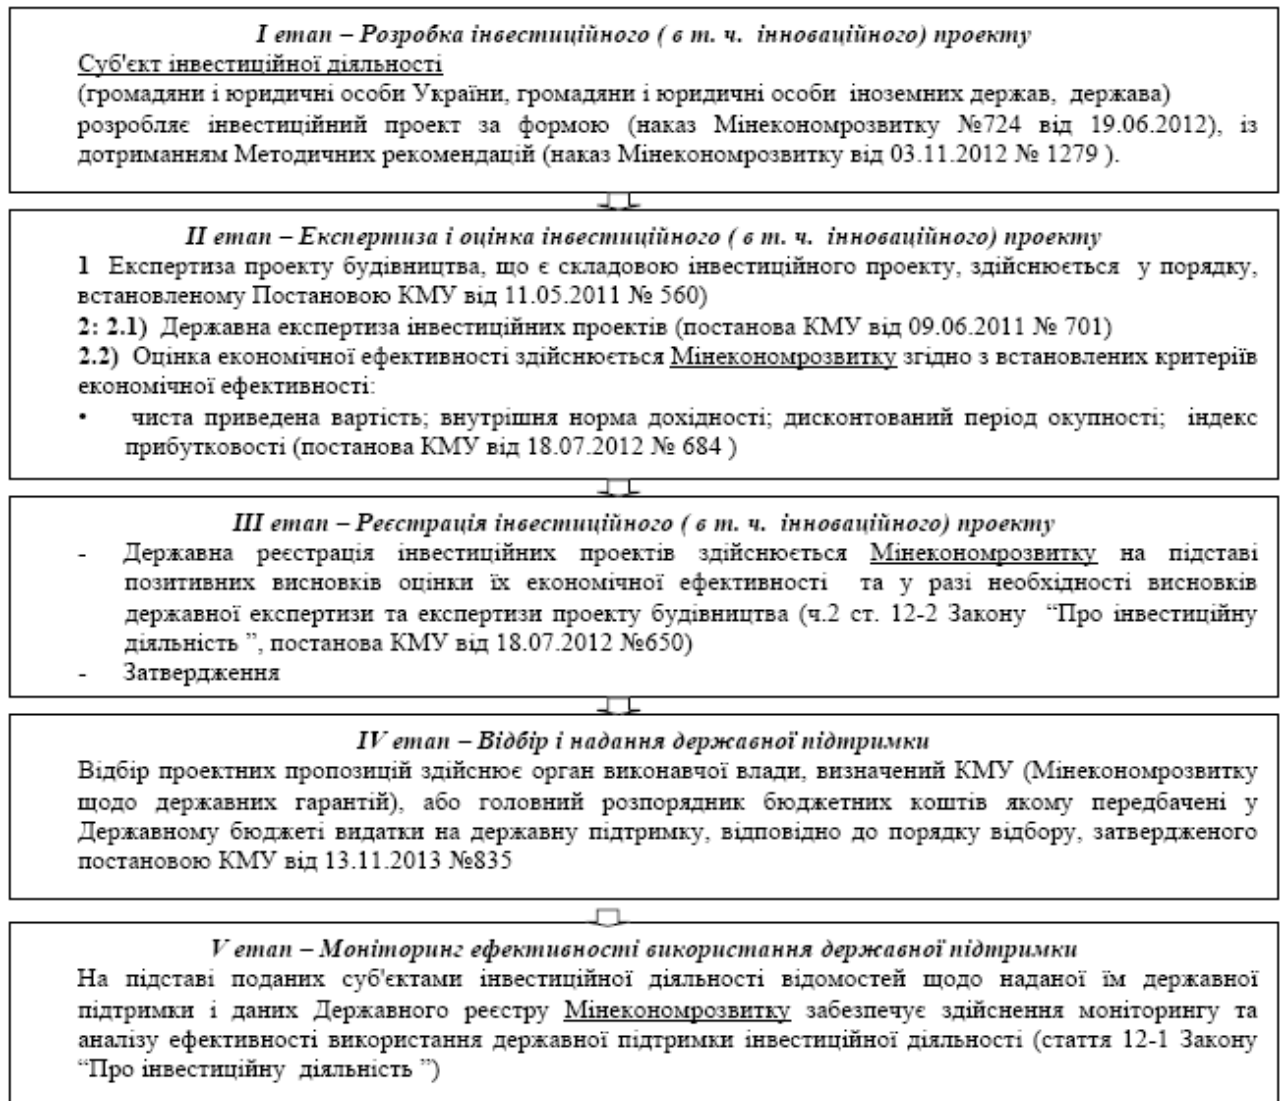 І етап – Розробка інвестиційного ( в т. ч. інноваційного) проекту
Суб'єкт інвестиційної діяльності
(громадяни і юридичні особи України, громадяни і юридичні особи іноземних держав, держава)
розробляє інвестиційний проект за формою (наказ Мінекономрозвитку №724 від 19.06.2012), із
дотриманням Методичних рекомендацій (наказ Мінекономрозвитку від 03.11.2012 № 1279 ).
ІІ етап – Експертиза і оцінка інвестиційного ( в т. ч. інноваційного) проекту
1 Експертиза проекту будівництва, що є складовою інвестиційного проекту, здійснюється у порядку,
встановленому Постановою КМУ від 11.05.2011 № 560)
2: 2.1) Державна експертиза інвестиційних проектів (постанова КМУ від 09.06.2011 № 701)
2.2) Оцінка економічної ефективності здійснюється Мінекономрозвитку згідно з встановлених критеріїв
економічної ефективності:
• чиста приведена вартість; внутрішня норма дохідності; дисконтований період окупності; індекс
прибутковості (постанова КМУ від 18.07.2012 № 684 )
ІІІ етап – Реєстрація інвестиційного ( в т. ч. інноваційного) проекту
- Державна реєстрація інвестиційних проектів здійснюється Мінекономрозвитку на підставі
позитивних висновків оцінки їх економічної ефективності та у разі необхідності висновків
державної експертизи та експертизи проекту будівництва (ч.2 ст. 12-2 Закону “Про інвестиційну
діяльність ”, постанова КМУ від 18.07.2012 №650)
- Затвердження
IV етап – Відбір і надання державної підтримки
Відбір проектних пропозицій здійснює орган виконавчої влади, визначений КМУ (Мінекономрозвитку
щодо державних гарантій), або головний розпорядник бюджетних коштів якому передбачені у
Державному бюджеті видатки на державну підтримку, відповідно до порядку відбору, затвердженого
постановою КМУ від 13.11.2013 №835
V етап – Моніторинг ефективності використання державної підтримки
На підставі поданих суб'єктами інвестиційної діяльності відомостей щодо наданої їм державної
підтримки і даних Державного реєстру Мінекономрозвитку забезпечує здійснення моніторингу та
аналізу ефективності використання державної підтримки інвестиційної діяльності (стаття 12-1 Закону
“Про інвестиційну діяльність ”)